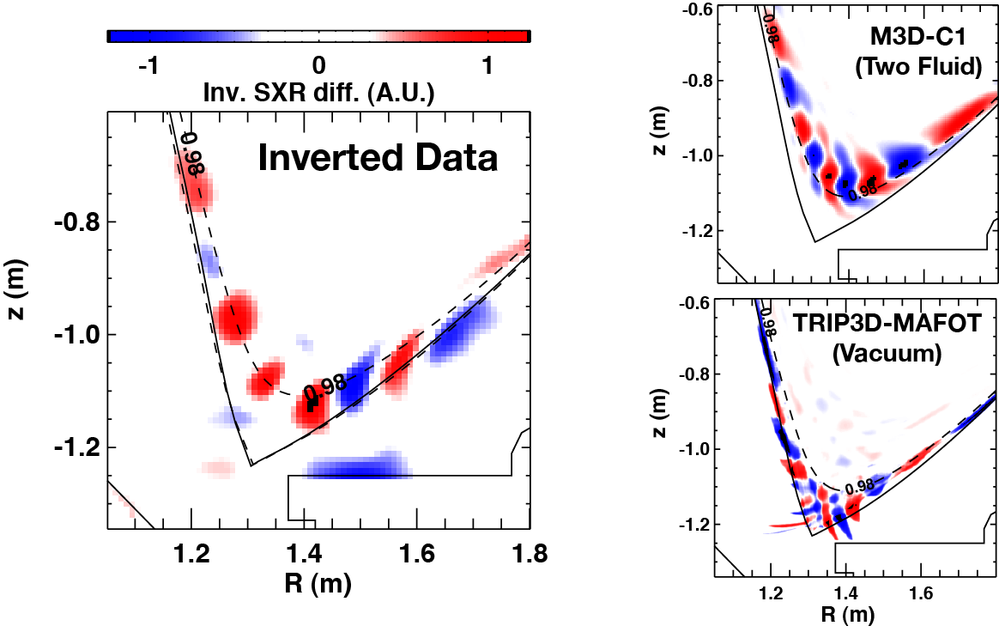 -1 0 1
Inv. SXR diff. (A.U.)
Inverted Data
0.98
0.98
z (m)
-0.8
-1.0
-1.2
1.2 1.4 1.6 1.8
R (m)
M3D-C1
(Two Fluid)
0.98
0.98
z (m)
-0.6
-0.8
-1.0
-1.2
TRIP3D-MAFOT
(Vacuum)
0.98
0.98
z (m)
-0.6
-0.8
-1.0
-1.2
1.2 1.4 1.6
R (m)